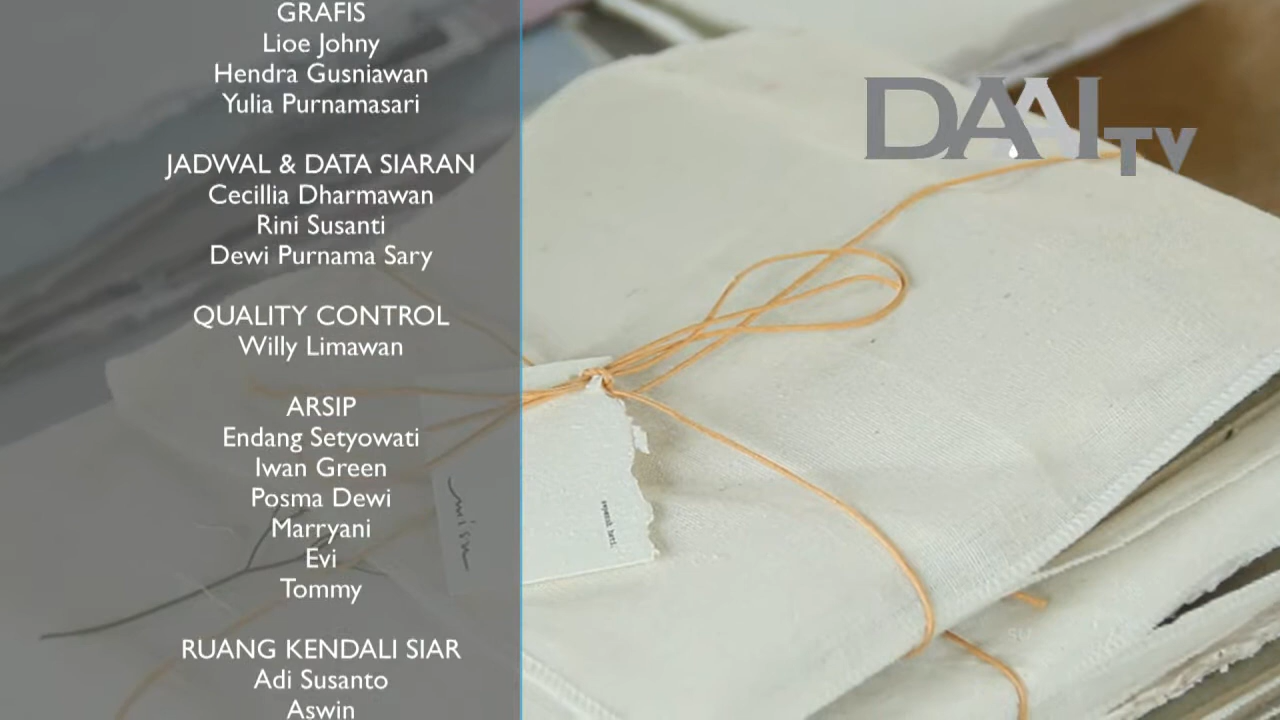 GRAFIS
Lioe Johny
Hendra Gusniawan
Yulia Purnamasari
JADWAL & DATA SIARAN
Cecillia Dharmawan
Rini Susanti
Dewi Purnama Sary
QUALITY CONTROL
Willy Limawan
ARSIP
Endang Setyowati
Iwan Green
Posma Dewi
Marryani
Evi
Tommy
RUANG KENDALI SIAR
Adi Susanto
Aswin
DAAI TV
sepenuh hati.